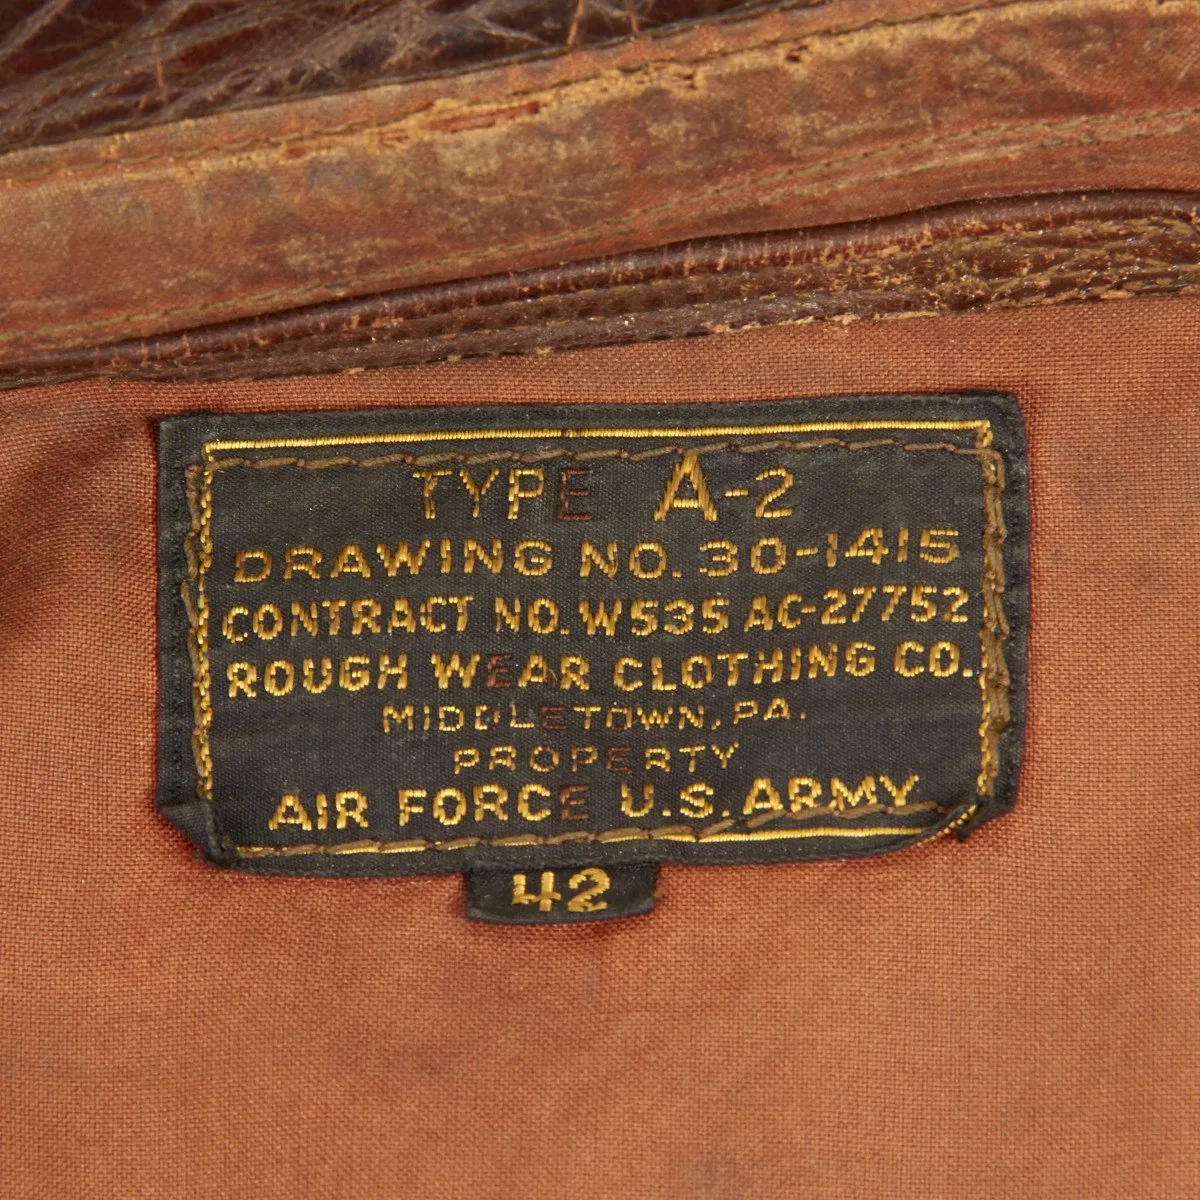 TYPE A-2
DRAWING NO. 30-1415
CONTRACT NO. W535 AC-27752
ROUGH WEAR CLOTHING CO.
MIDDLETOWN, PA.
PROPERTY
AIR FORCE U.S. ARMY
42